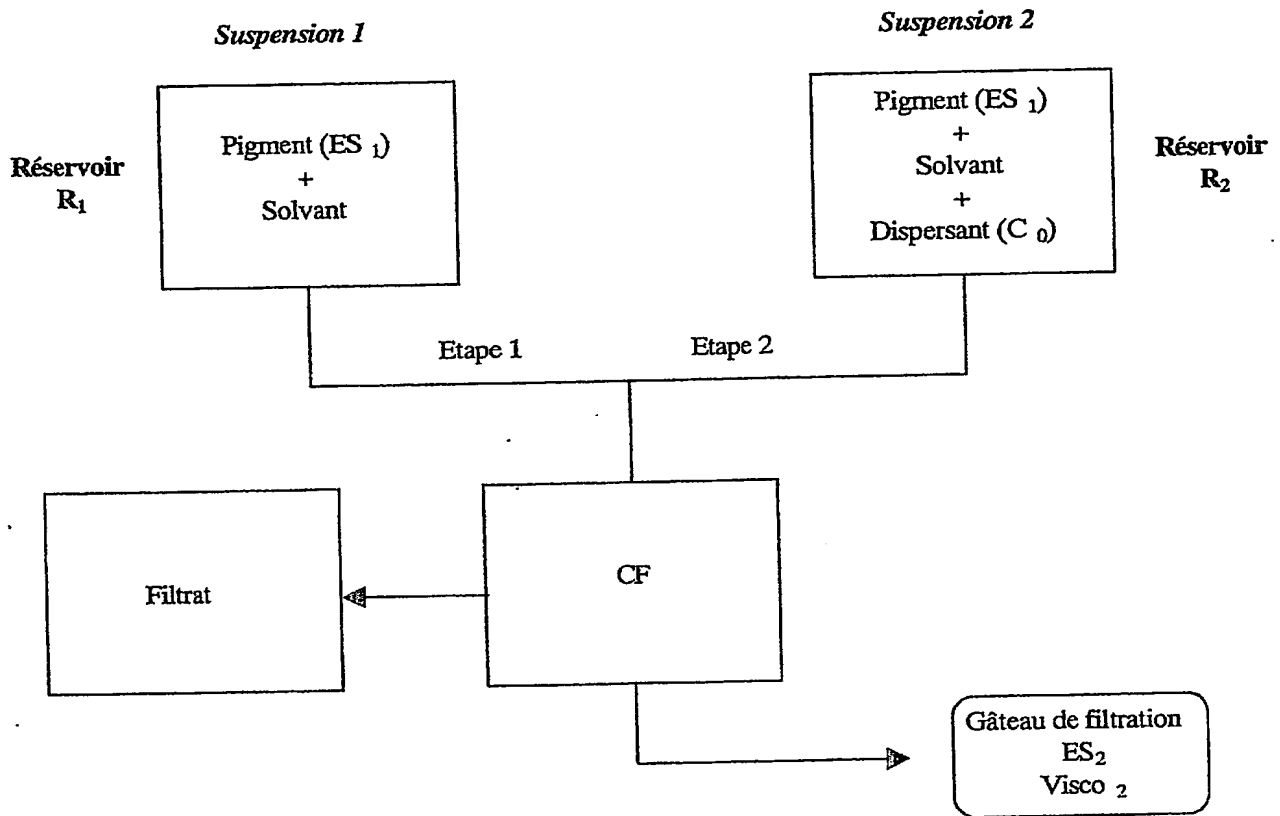 Suspension 1
Suspension 2
Réservoir
R₁
Pigment (ES ₁)
+
Solvant
Pigment (ES ₁)
+
Solvant
+
Dispersant (C ₀)
Réservoir
R₂
Etape 1
Etape 2
Filtrat
CF
Gâteau de filtration
ES₂
Visco ₂